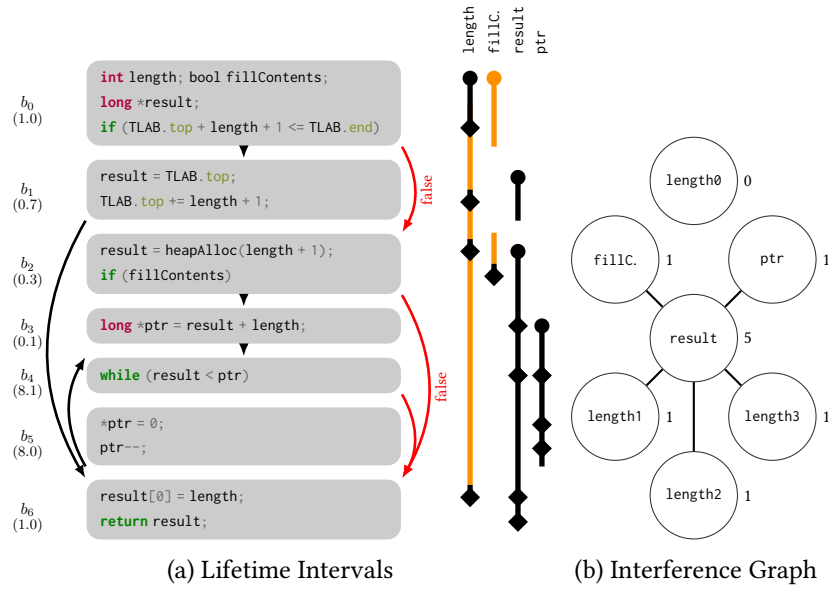 length
fillC.
result
ptr
b0
(1.0)
int length; bool fillContents;
long *result;
if (TLAB.top + length + 1 <= TLAB.end)
b1
(0.7)
result = TLAB.top;
TLAB.top += length + 1;
false
b2
(0.3)
result = heapAlloc(length + 1);
if (fillContents)
b3
(0.1)
long *ptr = result + length;
b4
(8.1)
while (result < ptr)
false
b5
(8.0)
*ptr = 0;
ptr--;
b6
(1.0)
result[0] = length;
return result;
(a) Lifetime Intervals
length0 0
fillC. 1
ptr 1
result 5
length1 1
length3 1
length2 1
(b) Interference Graph